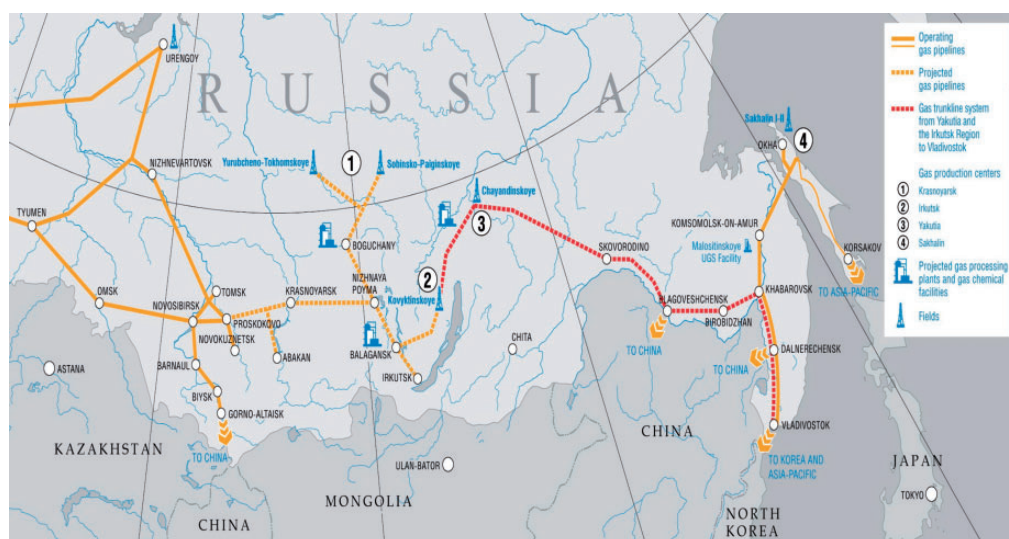 URENGOY
RUSSIA
NIZHNEVARTOVSK
TYUMEN
OMSK
NOVOSIBIRSK
TOMSK
PROSKOKOVO
NOVOKUZNETSK
BARNAUL
BIYSK
GORNO-ALTAISK
TO CHINA
ASTANA
KAZAKHSTAN
CHINA
Yurubcheno-Tokhomskoye
1
Sobinsko-Paiginskoye
BOGUCHANY
KRASNOYARSK
NIZHNAYA
POYMA
ABAKAN
2
Kovyktinskoye
BALAGANSK
IRKUTSK
CHITA
ULAN-BATOR
MONGOLIA
Chayandinskoye
3
SKOVORODINO
BLAGOVESHCHENSK
TO CHINA
BIROBIDZHAN
KHABAROVSK
Sakhalin I-II
OKHA
4
KOMSOMOLSK-ON-AMUR
Malositinskoye
UGS Facility
KORSAKOV
TO ASIA-PACIFIC
DALNERECHENSK
TO CHINA
CHINA
VLADIVOSTOK
TO KOREA AND
ASIA-PACIFIC
NORTH
KOREA
JAPAN
TOKYO
Operating
gas pipelines
Projected
gas pipelines
Gas trunkline system
from Yakutia and
the Irkutsk Region
to Vladivostok
Gas production centers
1 Krasnoyarsk
2 Irkutsk
3 Yakutia
4 Sakhalin
Projected gas processing
plants and gas chemical
facilities
Fields